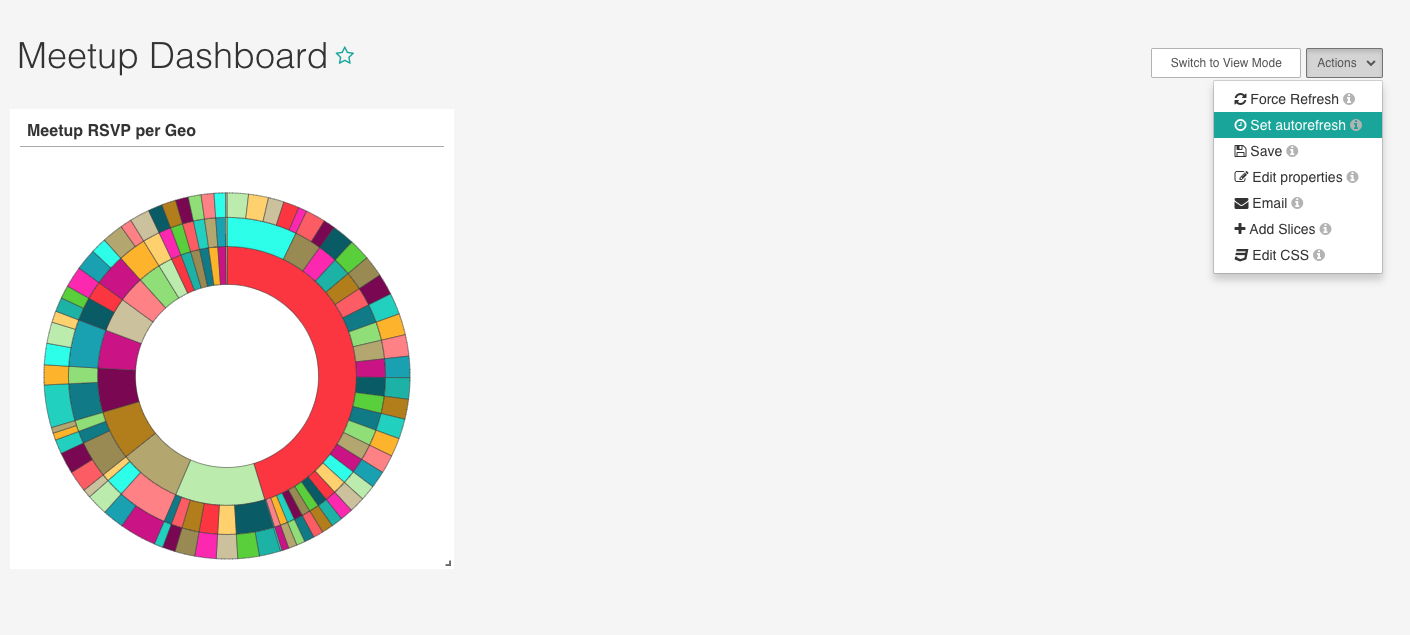 Meetup Dashboard
Switch to View Mode
Actions
Force Refresh
Set autorefresh
Save
Edit properties
Email
Add Slices
Edit CSS
Meetup RSVP per Geo